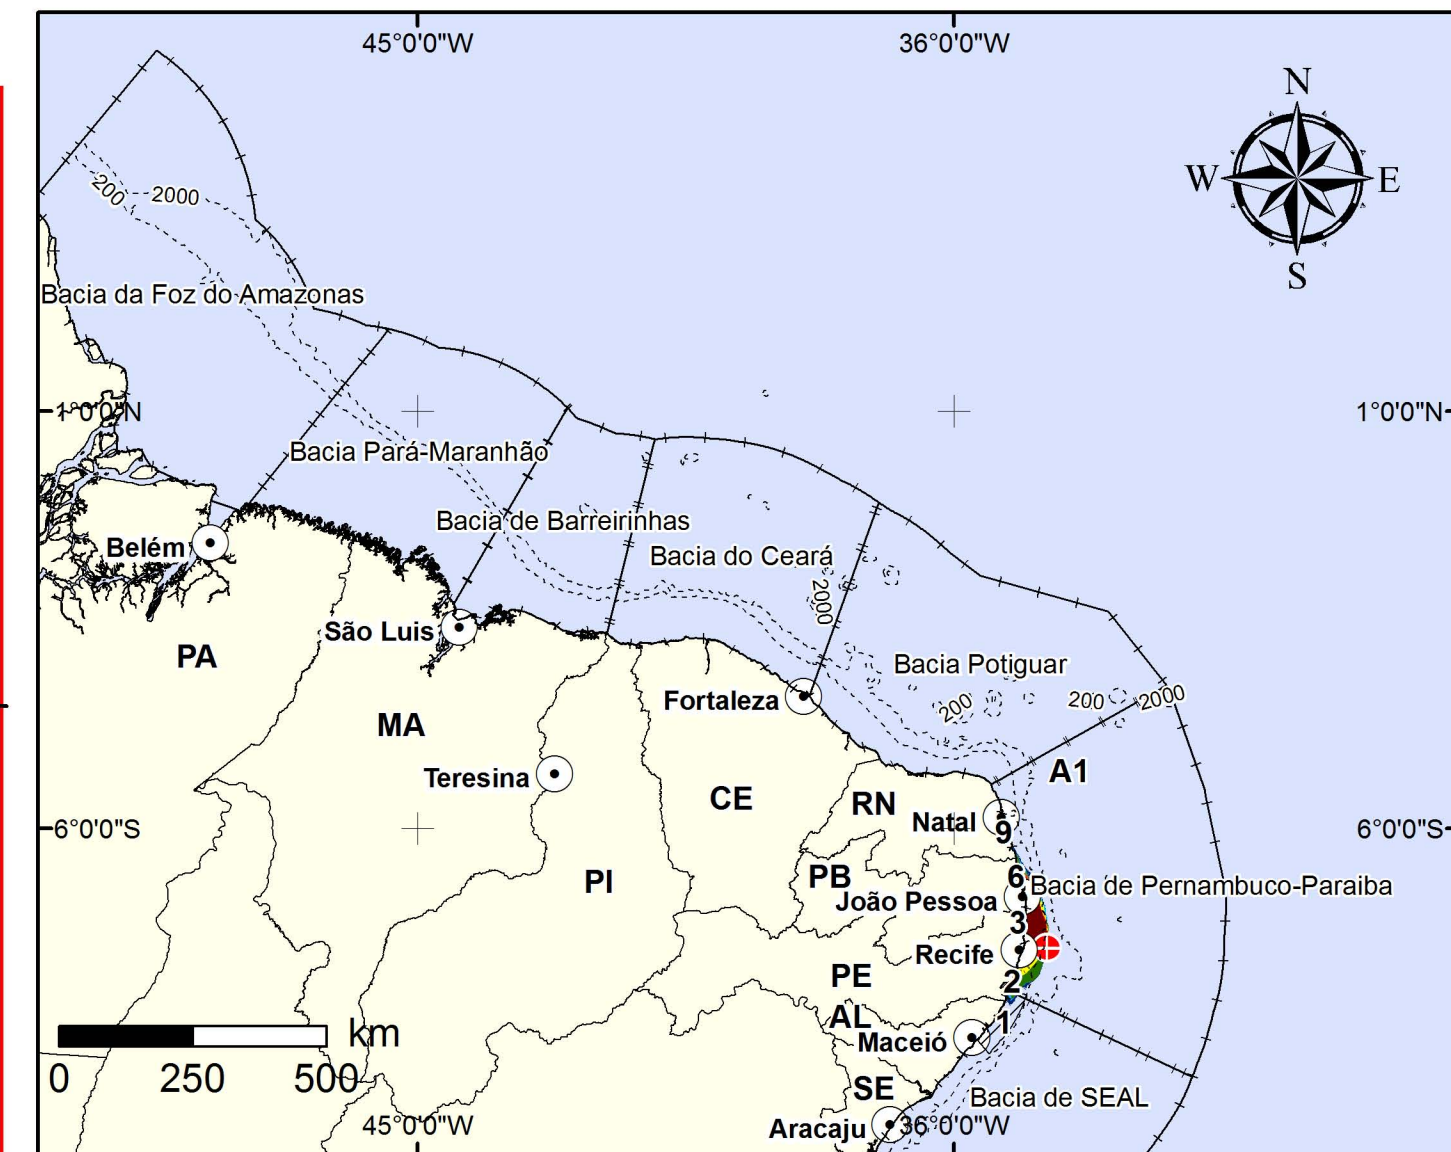 45°0'0"W 36°0'0"W
N
W E
S
200 2000
Bacia da Foz do Amazonas
1°0'0"N 1°0'0"N
Bacia Pará-Maranhão
Bacia de Barreirinhas
Belém
Bacia do Ceará
2000
São Luis
PA
Bacia Potiguar
Fortaleza
200 200 2000
MA
Teresina
A1
CE
RN
Natal
9
6°0'0"S 6°0'0"S
PI
PB
6
Bacia de Pernambuco-Paraiba
João Pessoa
3
Recife
PE
2
AL
1
km
Maceió
0 250 500
SE
Bacia de SEAL
45°0'0"W 36°0'0"W
Aracaju